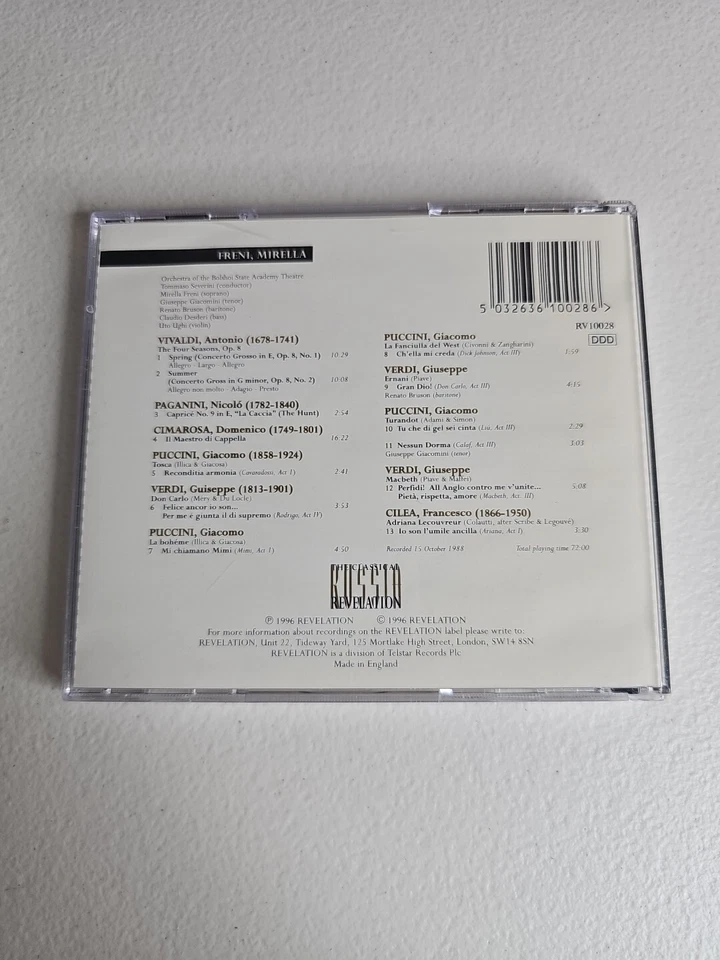 FRENI, MIRELLA
Orchestra of the Bolshoi State Academy Theatre
Tommaso Severini (conductor)
Mirella Freni (soprano)
Giuseppe Giacomini (tenor)
Renato Bruson (baritone)
Claudio Desderi (bass)
Uto Ughi (violin)
VIVALDI, Antonio (1678-1741)
The Four Seasons, Op. 8
1 Spring (Concerto Grosso in E, Op. 8, No. 1) 10:29
Allegro - Largo - Allegro
2 Summer
(Concerto Gross in G minor, Op. 8, No. 2) 10:08
Allegro non molto - Adagio - Presto
PAGANINI, Nicoló (1782-1840)
3 Caprice No. 9 in E, "La Caccia" (The Hunt) 2:54
CIMAROSA, Domenico (1749-1801)
4 Il Maestro di Cappella 16:22
PUCCINI, Giacomo (1858-1924)
Tosca (Illica & Giacosa)
5 Reconditia armonia (Cavaradossi, Act 1) 2:41
VERDI, Guiseppe (1813-1901)
Don Carlo (Méry & Du Locle)
6 Felice ancor io son... 3:53
Per me è giunta il di supremo (Rodrigo, Act IV)
PUCCINI, Giacomo
La bohème (Illica & Giacosa)
7 Mi chiamano Mimi (Mimi, Act 1) 4:50
5 032636 100286 >
RV10028
DDD
PUCCINI, Giacomo
La Fanciulla del West (Civonni & Zangharini)
8 Ch'ella mi creda (Dick Johnson, Act III) 1:59
VERDI, Giuseppe
Ernani (Piave)
9 Gran Dio! (Don Carlo, Act III) 4:15
Renato Bruson (baritone)
PUCCINI, Giacomo
Turandot (Adami & Simon)
10 Tu che di gel sei cinta (Liu, Act III) 2:29
11 Nessun Dorma (Calaf, Act III) 3:03
Giuseppe Giacomini (tenor)
VERDI, Giuseppe
Macbeth (Piave & Maffei)
12 Perfidi! All Anglo contro me v'unite... 5:08
Pietà, rispetta, amore (Macbeth, Act III)
CILEA, Francesco (1866-1950)
Adriana Lecouvreur (Colautti, after Scribe & Legouvé)
13 Io son l'umile ancilla (Ariana, Act I) 3:30
Recorded 15 October 1988 Total playing time 72:00
THE CLASSICAL
RUSSIA
REVELATION
℗ 1996 REVELATION © 1996 REVELATION
For more information about recordings on the REVELATION label please write to:
REVELATION, Unit 22, Tideway Yard, 125 Mortlake High Street, London, SW14 8SN
REVELATION is a division of Telstar Records Plc
Made in England